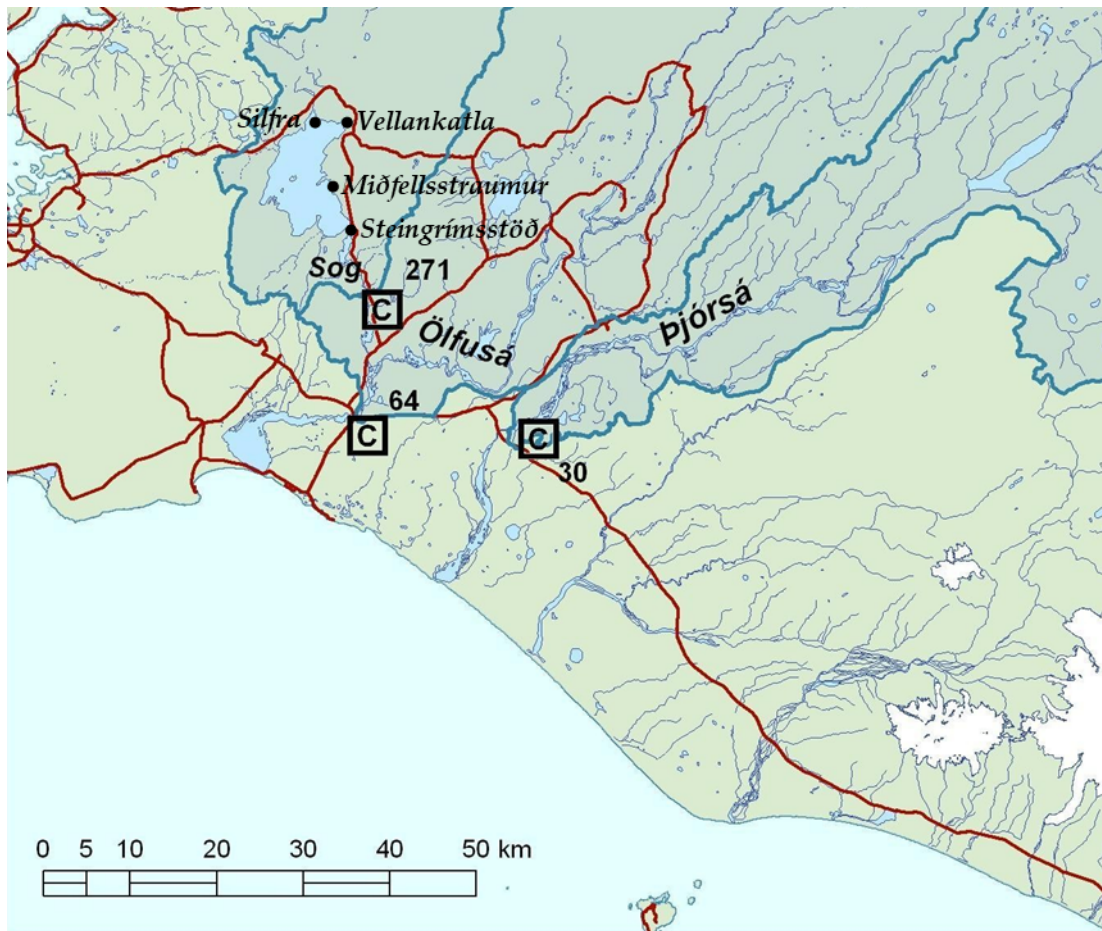 Silfra
Vellankatla
Miðfellsstraumur
Steingrímsstöð
Sog
271
C
Ölfusá
Þjórsá
64
C
C
30
0 5 10 20 30 40 50 km